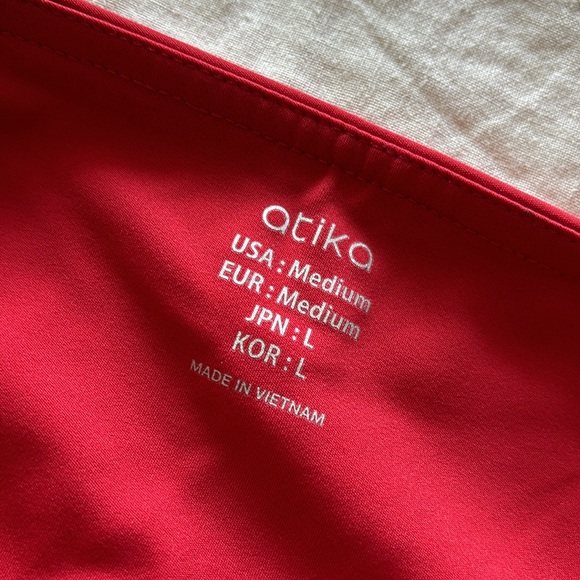 atika
USA : Medium
EUR : Medium
JPN : L
KOR : L
MADE IN VIETNAM